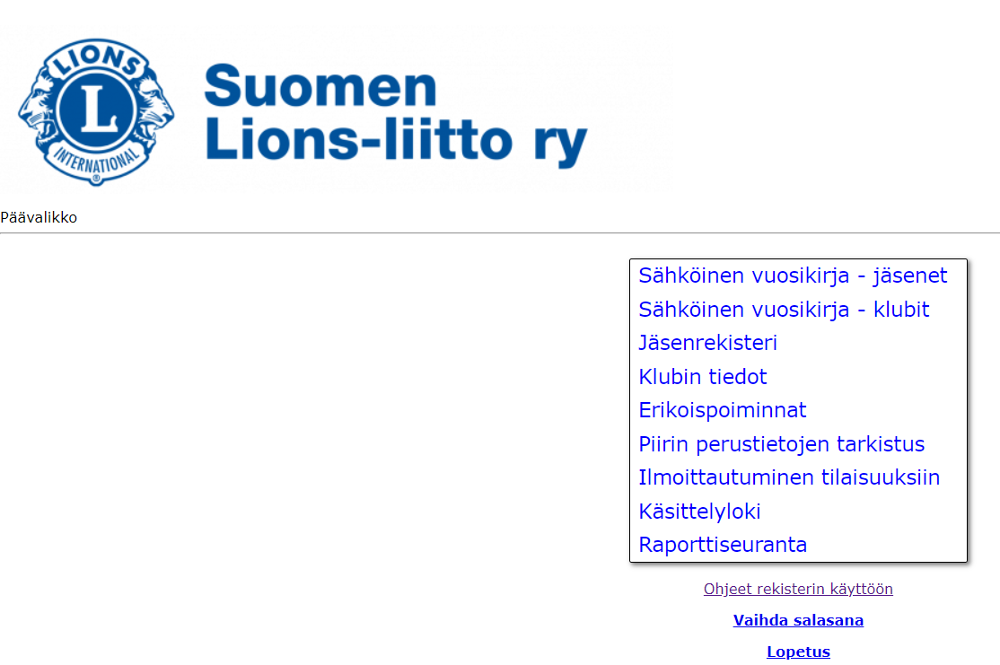 LIONS
L
INTERNATIONAL
®
Suomen
Lions-liitto ry
Päävalikko
Sähköinen vuosikirja - jäsenet
Sähköinen vuosikirja - klubit
Jäsenrekisteri
Klubin tiedot
Erikoispoiminnat
Piirin perustietojen tarkistus
Ilmoittautuminen tilaisuuksiin
Käsittelyloki
Raporttiseuranta
Ohjeet rekisterin käyttöön
Vaihda salasana
Lopetus